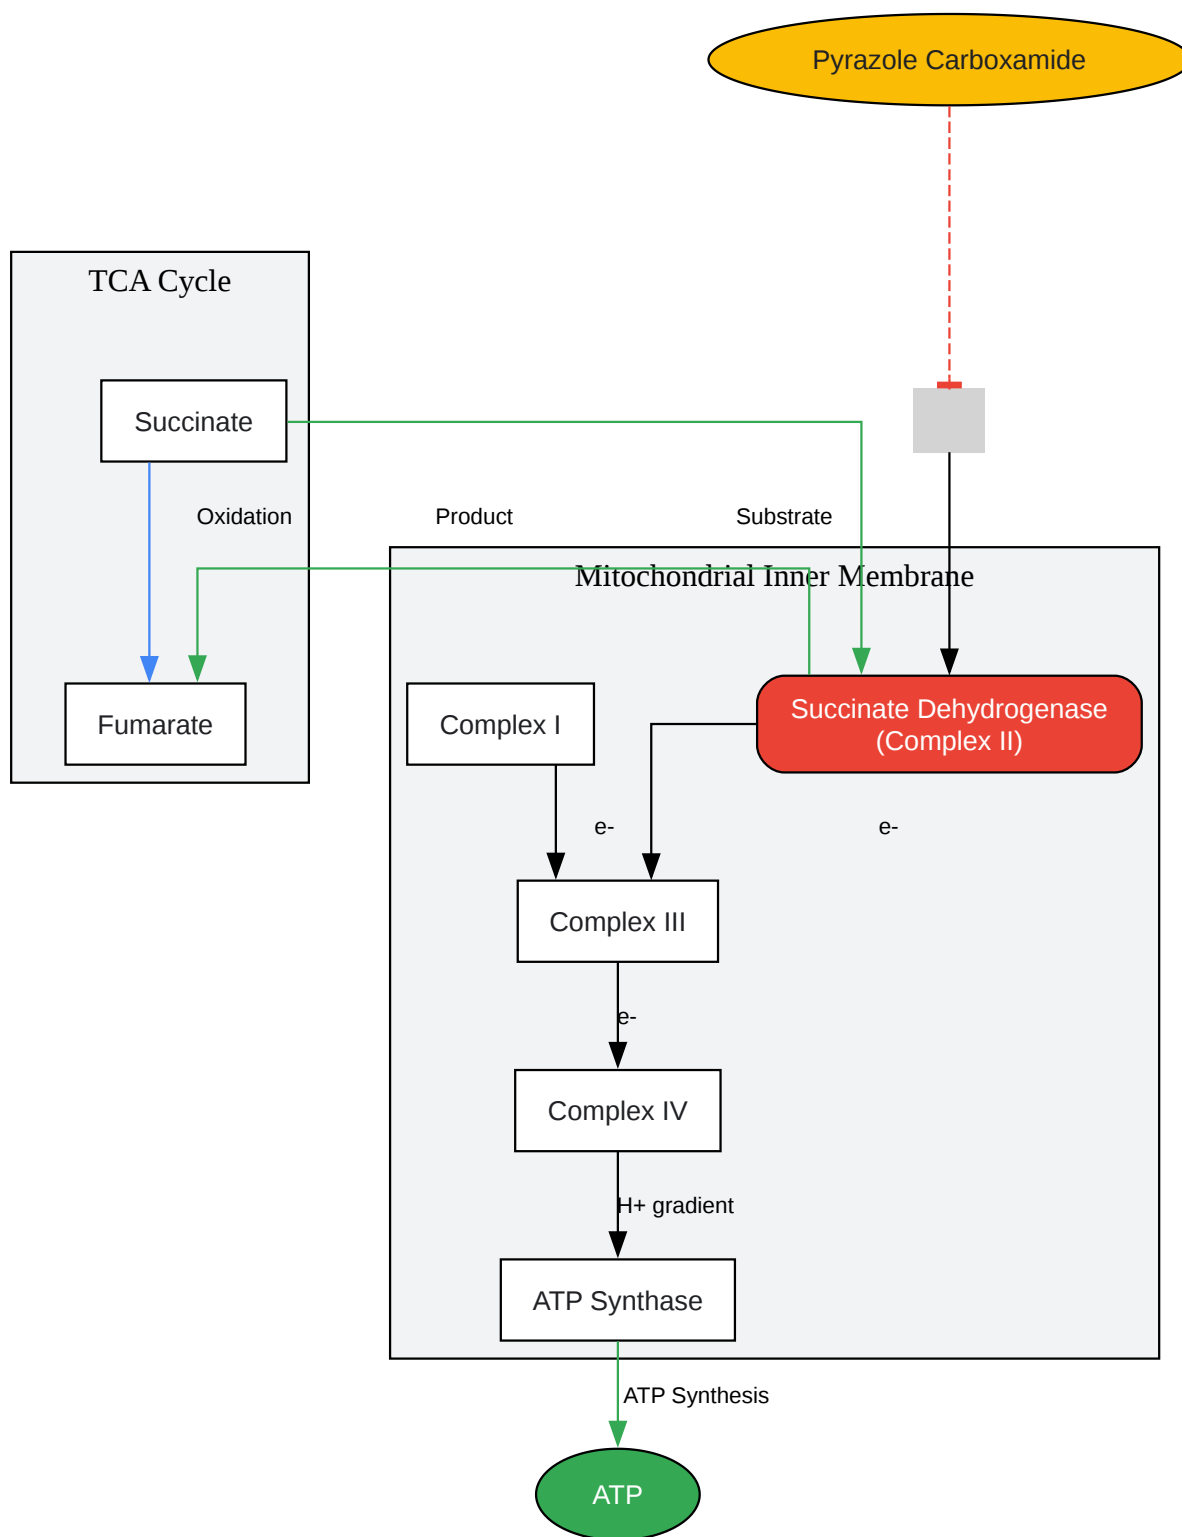 Pyrazole Carboxamide
TCA Cycle
Succinate
Oxidation
Product
Substrate
Mitochondrial Inner Membrane
Fumarate
Complex I
Succinate Dehydrogenase
(Complex II)
e-
e-
Complex III
e-
Complex IV
H+ gradient
ATP Synthase
ATP Synthesis
ATP